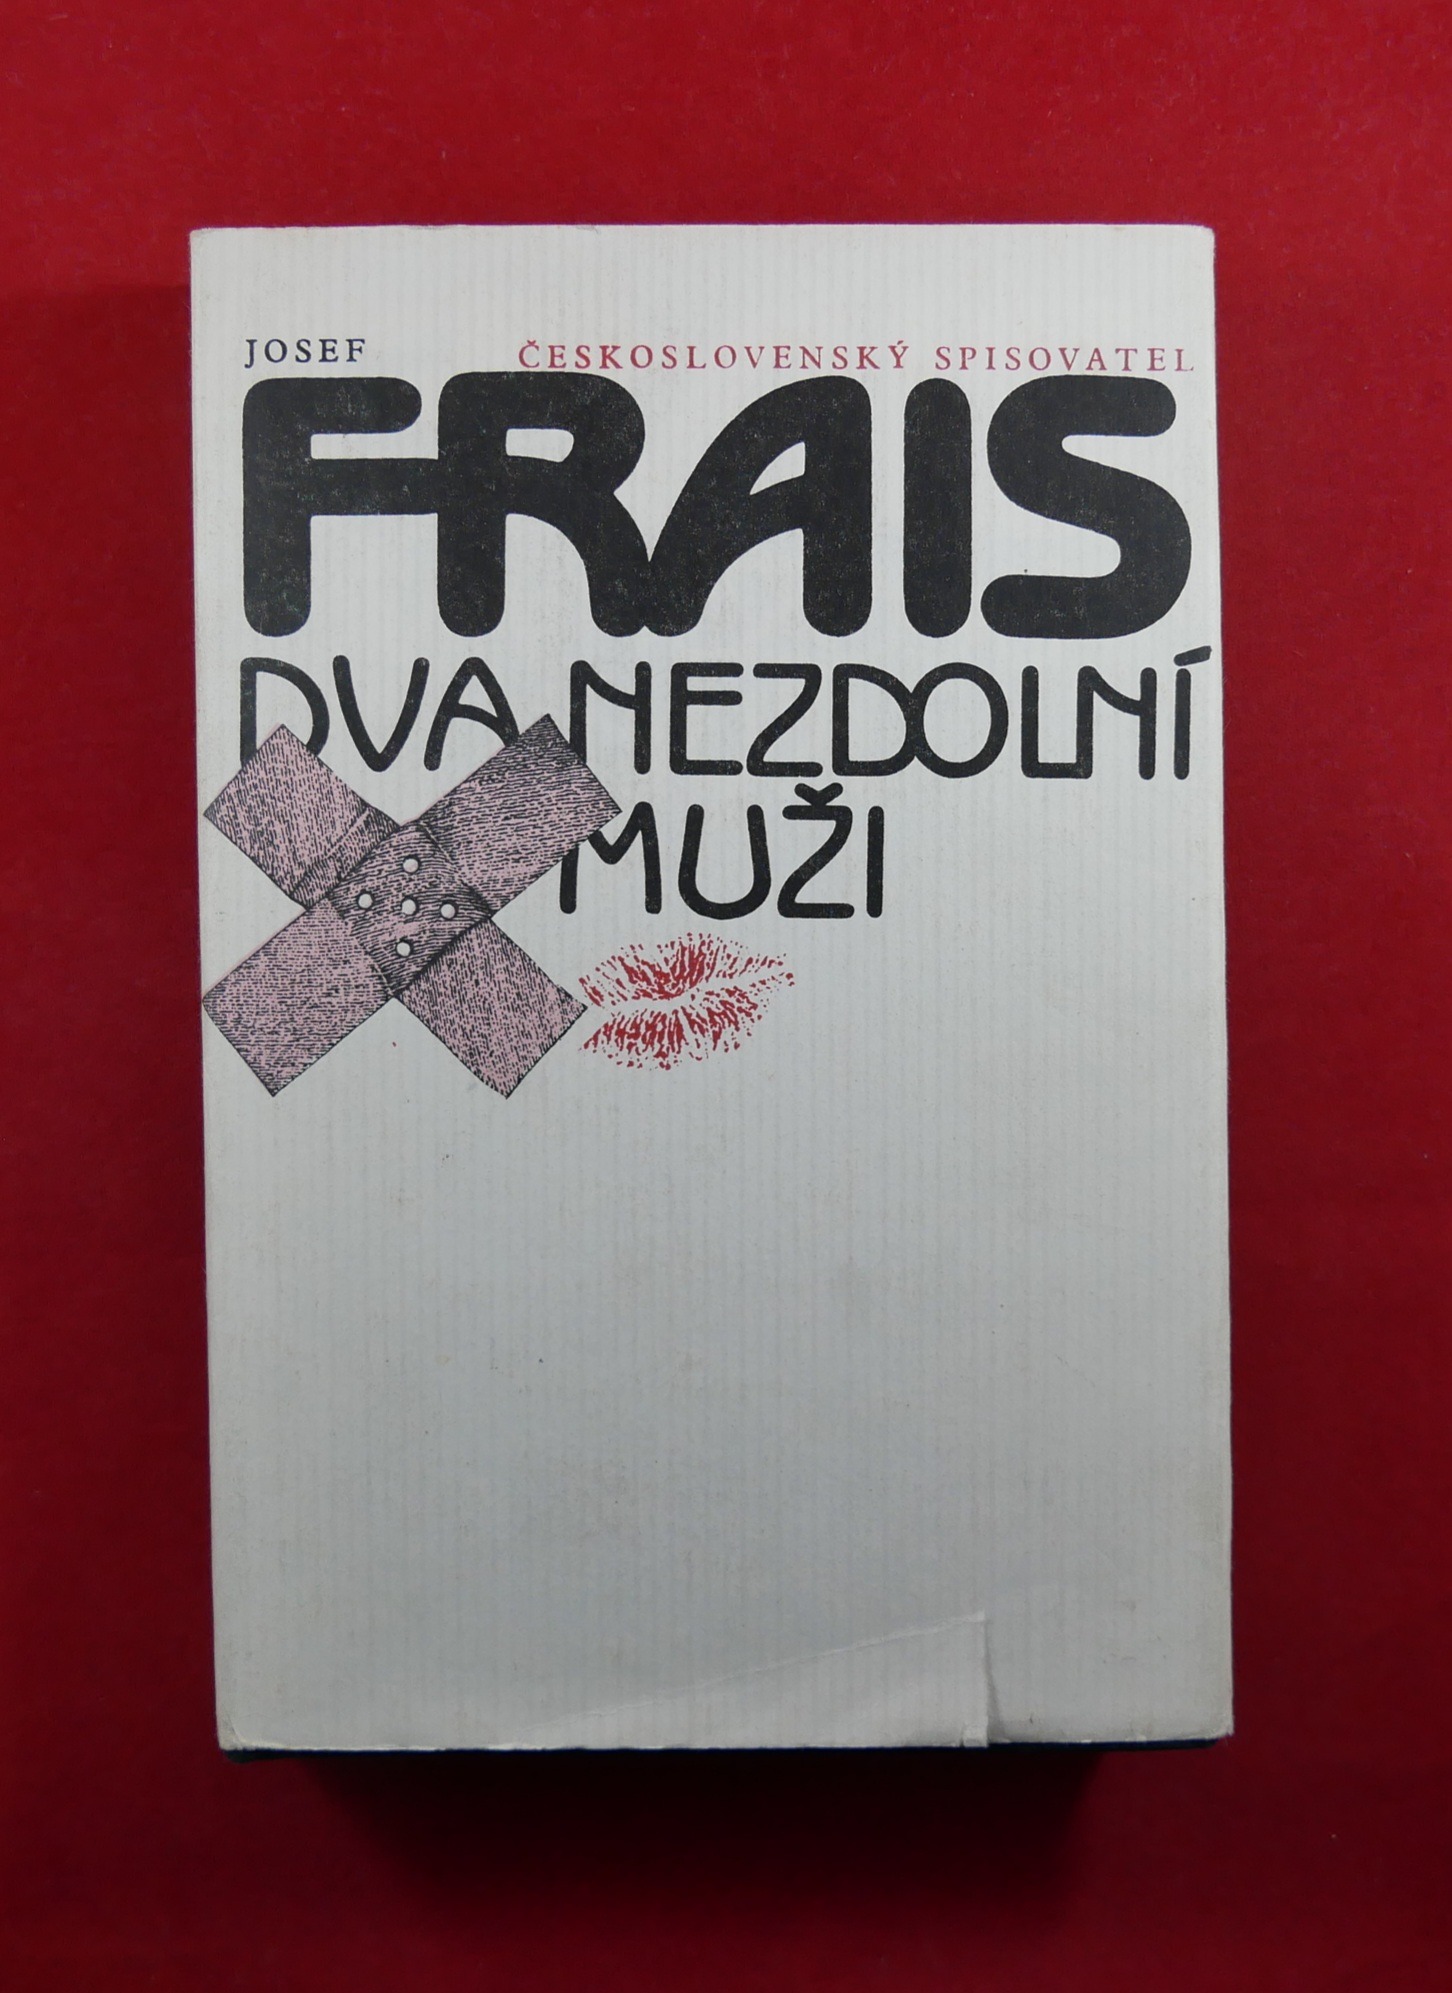 JOSEF ČESKOSLOVENSKÝ SPISOVATEL
FRAIS
DVA NEZDOLNÍ
MUŽI